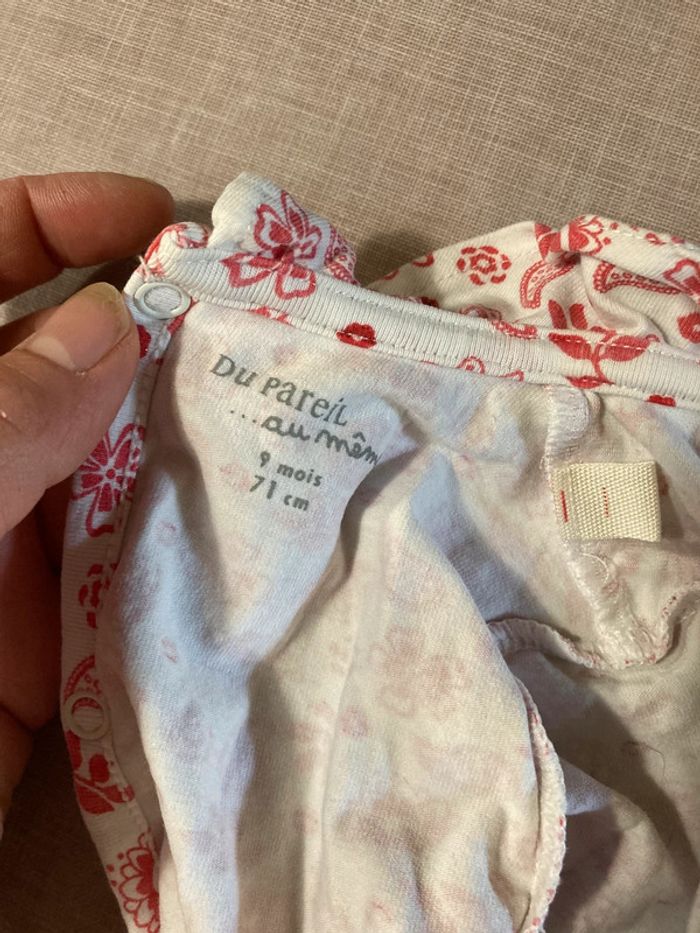 Du Pareil
...au mêm
9 mois
71 cm